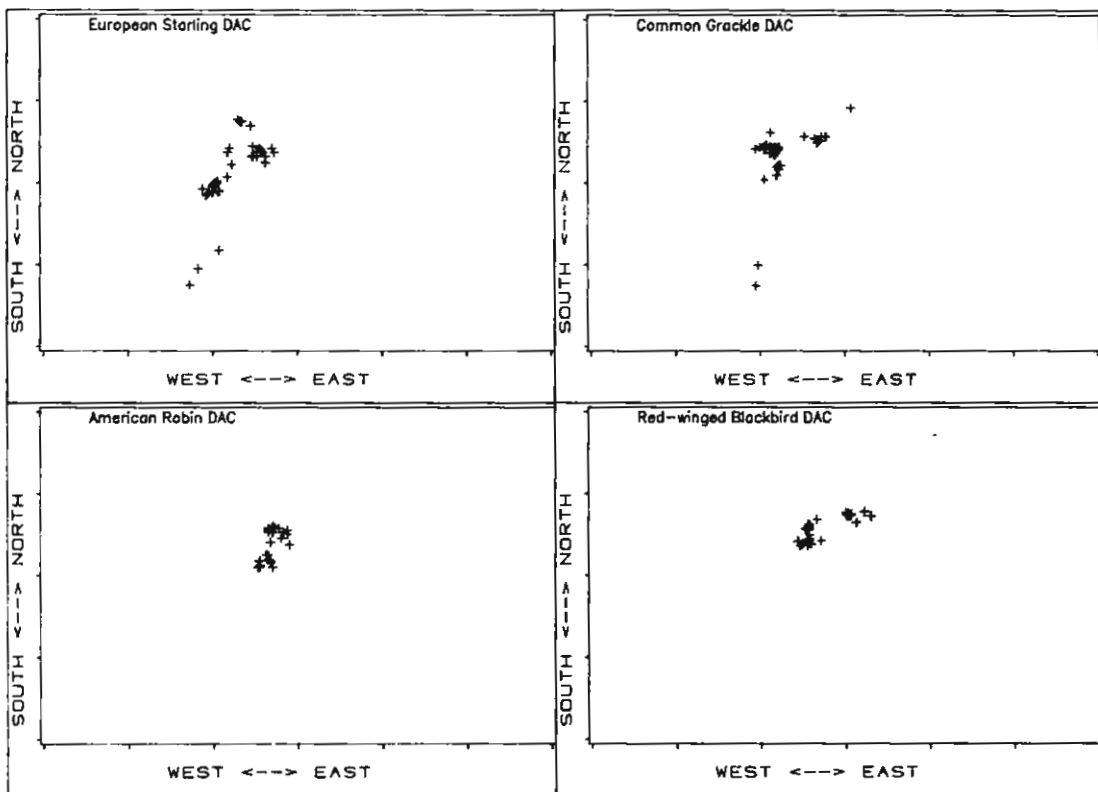 European Starling DAC
SOUTH <--> NORTH
WEST <--> EAST
Common Grackle DAC
SOUTH <--> NORTH
WEST <--> EAST
American Robin DAC
SOUTH <--> NORTH
WEST <--> EAST
Red-winged Blackbird DAC
SOUTH <--> NORTH
WEST <--> EAST